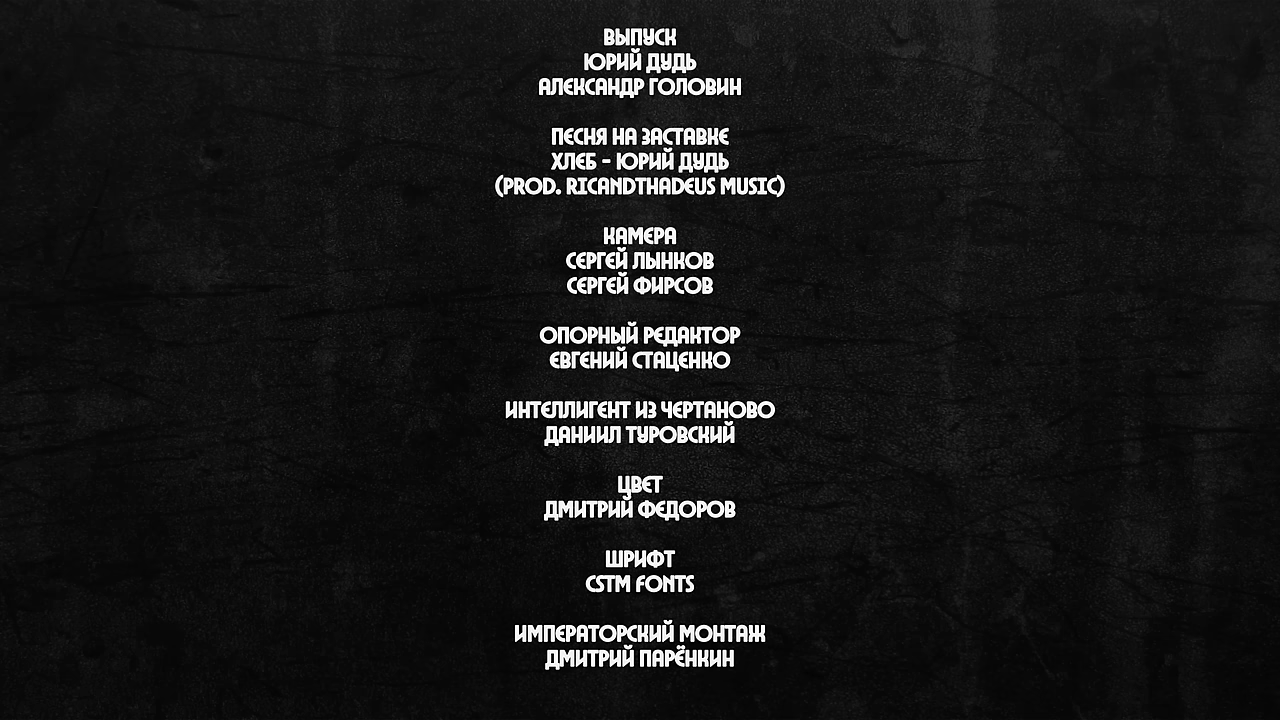 ВЫПУСК
ЮРИЙ ДУДЬ
АЛЕКСАНДР ГОЛОВИН
ПЕСНЯ НА ЗАСТАВКЕ
ХЛЕБ - ЮРИЙ ДУДЬ
(PROD. RICANDTHADEUS MUSIC)
КАМЕРА
СЕРГЕЙ ЛЫНКОВ
СЕРГЕЙ ФИРСОВ
ОПОРНЫЙ РЕДАКТОР
ЕВГЕНИЙ СТАЦЕНКО
ИНТЕЛЛИГЕНТ ИЗ ЧЕРТАНОВО
ДАНИИЛ ТУРОВСКИЙ
ЦВЕТ
ДМИТРИЙ ФЕДОРОВ
ШРИФТ
CSTM FONTS
ИМПЕРАТОРСКИЙ МОНТАЖ
ДМИТРИЙ ПАРЁНКИН